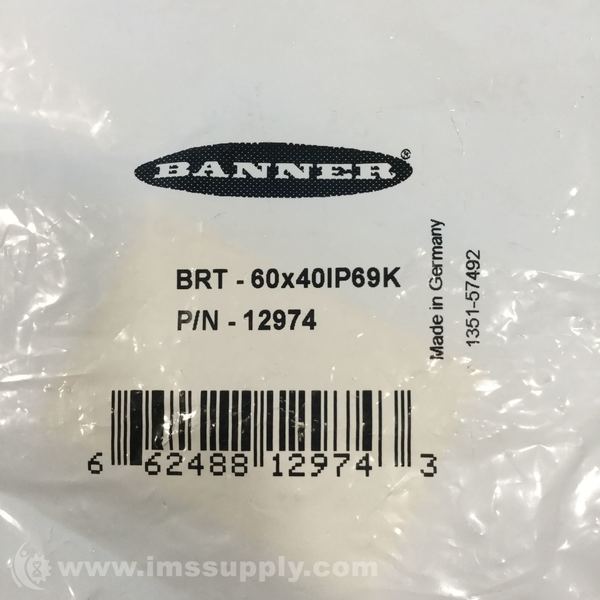 BANNER®
BRT - 60x40IP69K
P/N - 12974
Made in Germany
1351-57492
6 62488 12974 3
www.imssupply.com